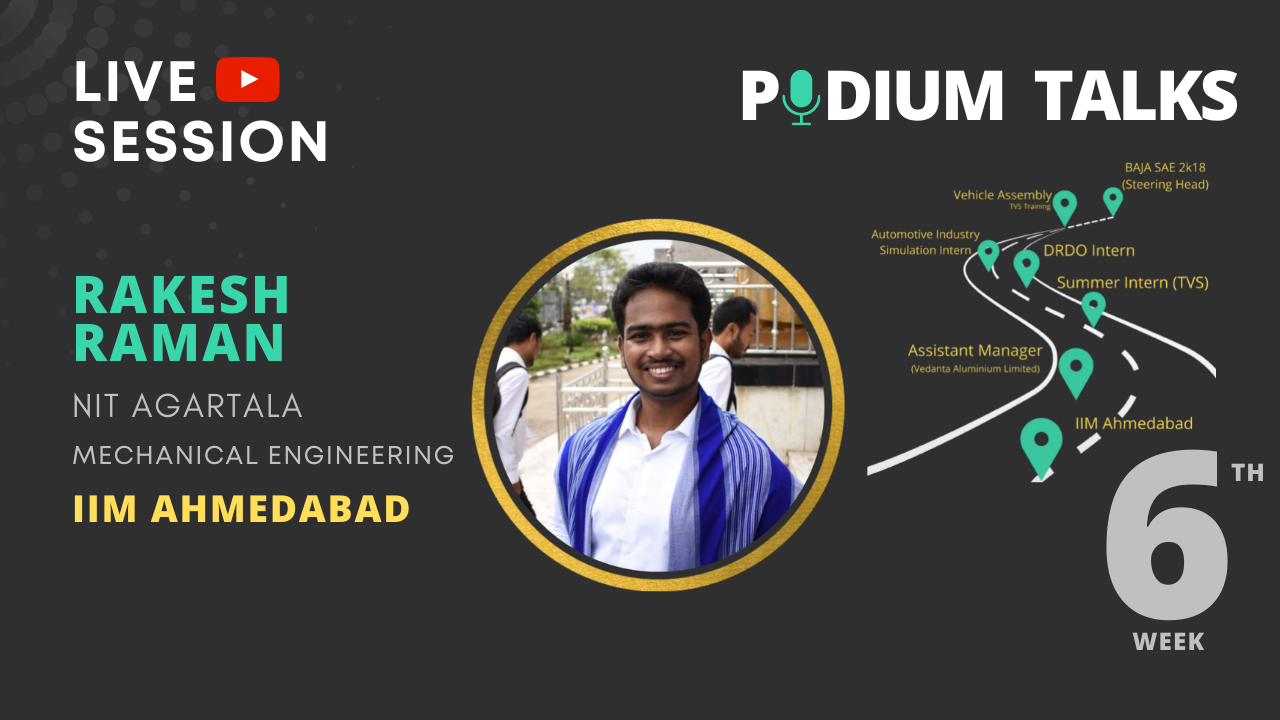 LIVE
SESSION
PODIUM TALKS
RAKESH
RAMAN
NIT AGARTALA
MECHANICAL ENGINEERING
IIM AHMEDABAD
BAJA SAE 2k18
(Steering Head)
Vehicle Assembly
TVS Training
Automotive Industry
Simulation Intern
DRDO Intern
Summer Intern (TVS)
Assistant Manager
(Vedanta Aluminium Limited)
IIM Ahmedabad
6TH
WEEK